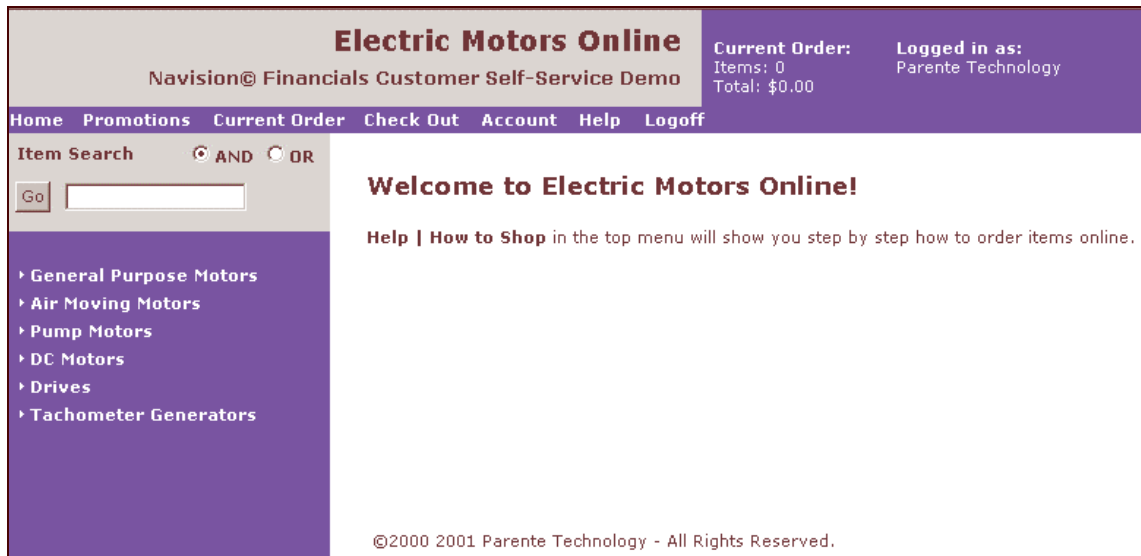 Electric Motors Online
Navision© Financials Customer Self-Service Demo
Current Order:
Items: 0
Total: $0.00
Logged in as:
Parente Technology
Home Promotions Current Order Check Out Account Help Logoff
Item Search AND OR
Go
Welcome to Electric Motors Online!
Help | How to Shop in the top menu will show you step by step how to order items online.
General Purpose Motors
Air Moving Motors
Pump Motors
DC Motors
Drives
Tachometer Generators
©2000 2001 Parente Technology - All Rights Reserved.